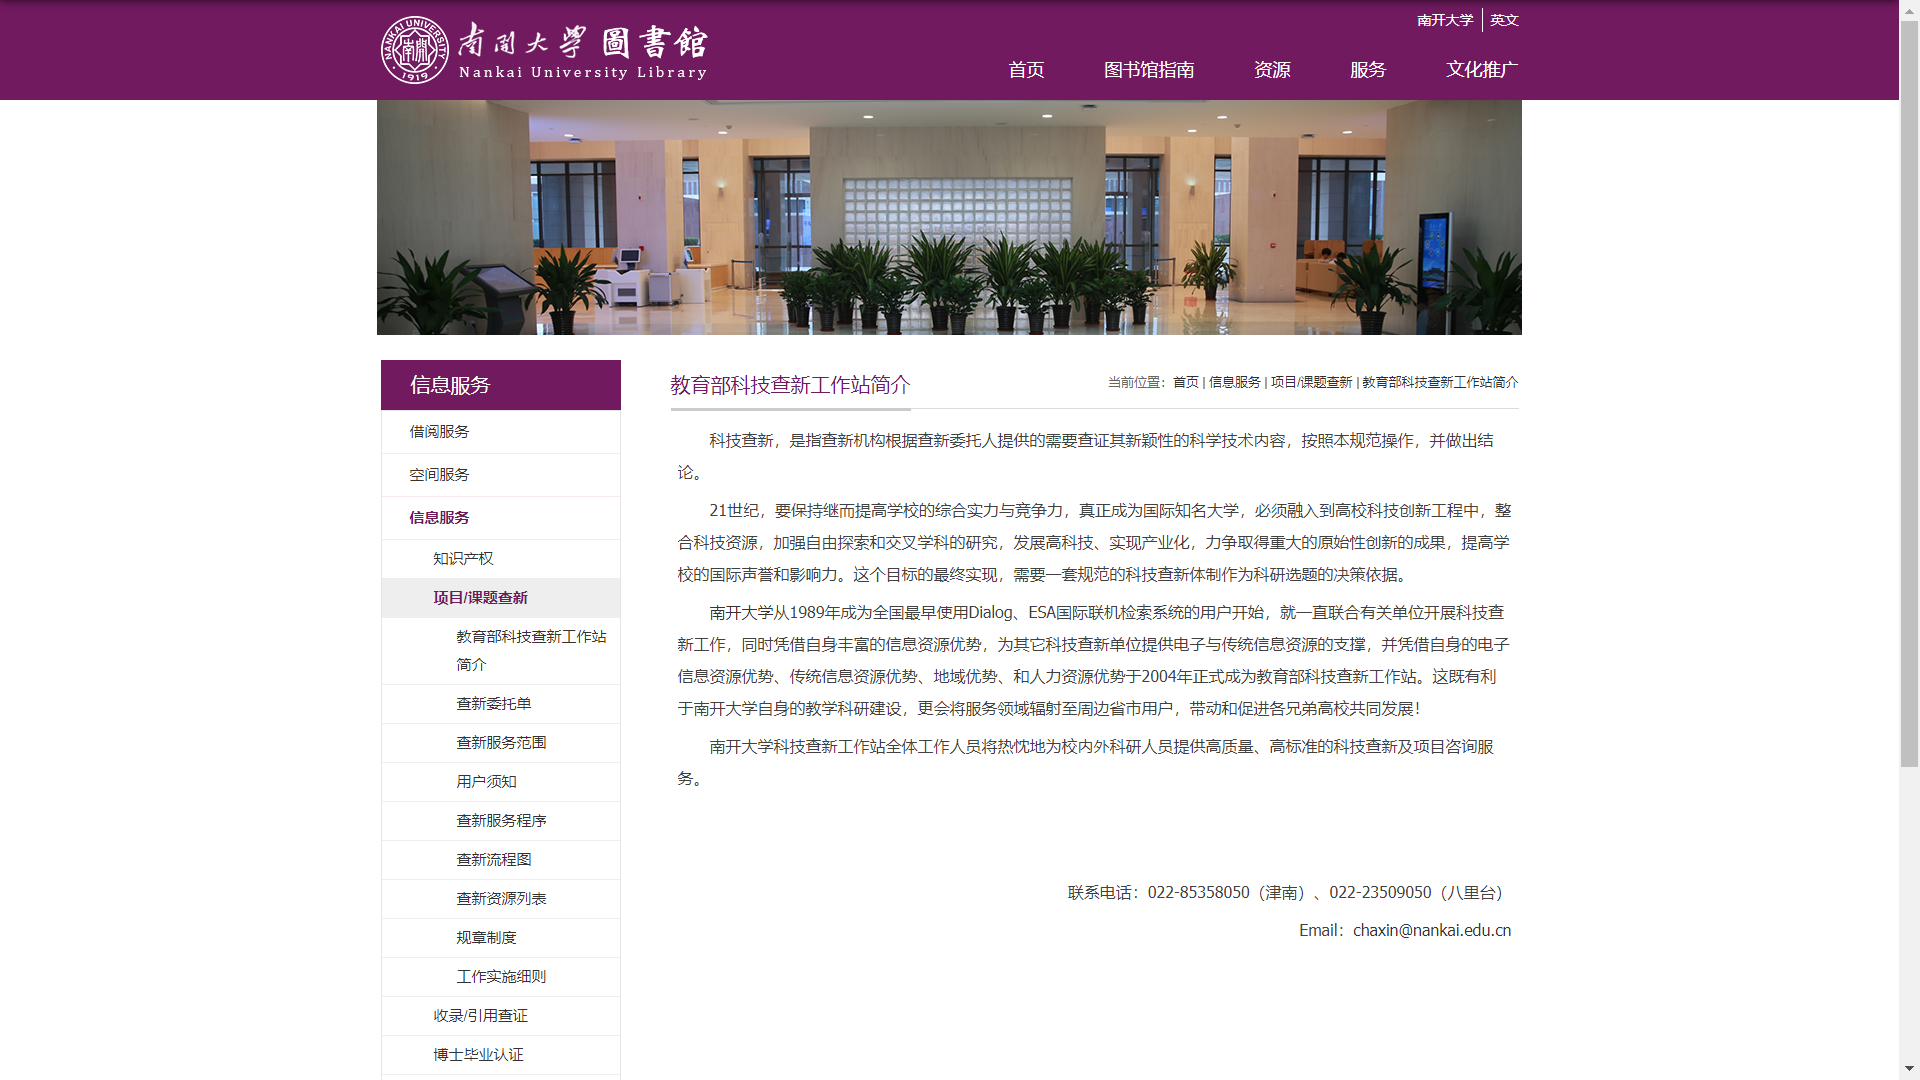 南开大学 英文
南開大學 圖書館
Nankai University Library
NANKAI UNIVERSITY
南開
1919
首页 图书馆指南 资源 服务 文化推广
信息服务
借阅服务
空间服务
信息服务
知识产权
项目/课题查新
教育部科技查新工作站
简介
查新委托单
查新服务范围
用户须知
查新服务程序
查新流程图
查新资源列表
规章制度
工作实施细则
收录/引用查证
博士毕业认证
教育部科技查新工作站简介
当前位置：首页 | 信息服务 | 项目/课题查新 | 教育部科技查新工作站简介
科技查新，是指查新机构根据查新委托人提供的需要查证其新颖性的科学技术内容，按照本规范操作，并做出结
论。
21世纪，要保持继而提高学校的综合实力与竞争力，真正成为国际知名大学，必须融入到高校科技创新工程中，整
合科技资源，加强自由探索和交叉学科的研究，发展高科技、实现产业化，力争取得重大的原始性创新的成果，提高学
校的国际声誉和影响力。这个目标的最终实现，需要一套规范的科技查新体制作为科研选题的决策依据。
南开大学从1989年成为全国最早使用Dialog、ESA国际联机检索系统的用户开始，就一直联合有关单位开展科技查
新工作，同时凭借自身丰富的信息资源优势，为其它科技查新单位提供电子与传统信息资源的支撑，并凭借自身的电子
信息资源优势、传统信息资源优势、地域优势、和人力资源优势于2004年正式成为教育部科技查新工作站。这既有利
于南开大学自身的教学科研建设，更会将服务领域辐射至周边省市用户，带动和促进各兄弟高校共同发展！
南开大学科技查新工作站全体工作人员将热忱地为校内外科研人员提供高质量、高标准的科技查新及项目咨询服
务。
联系电话：022-85358050（津南）、022-23509050（八里台）
Email：chaxin@nankai.edu.cn